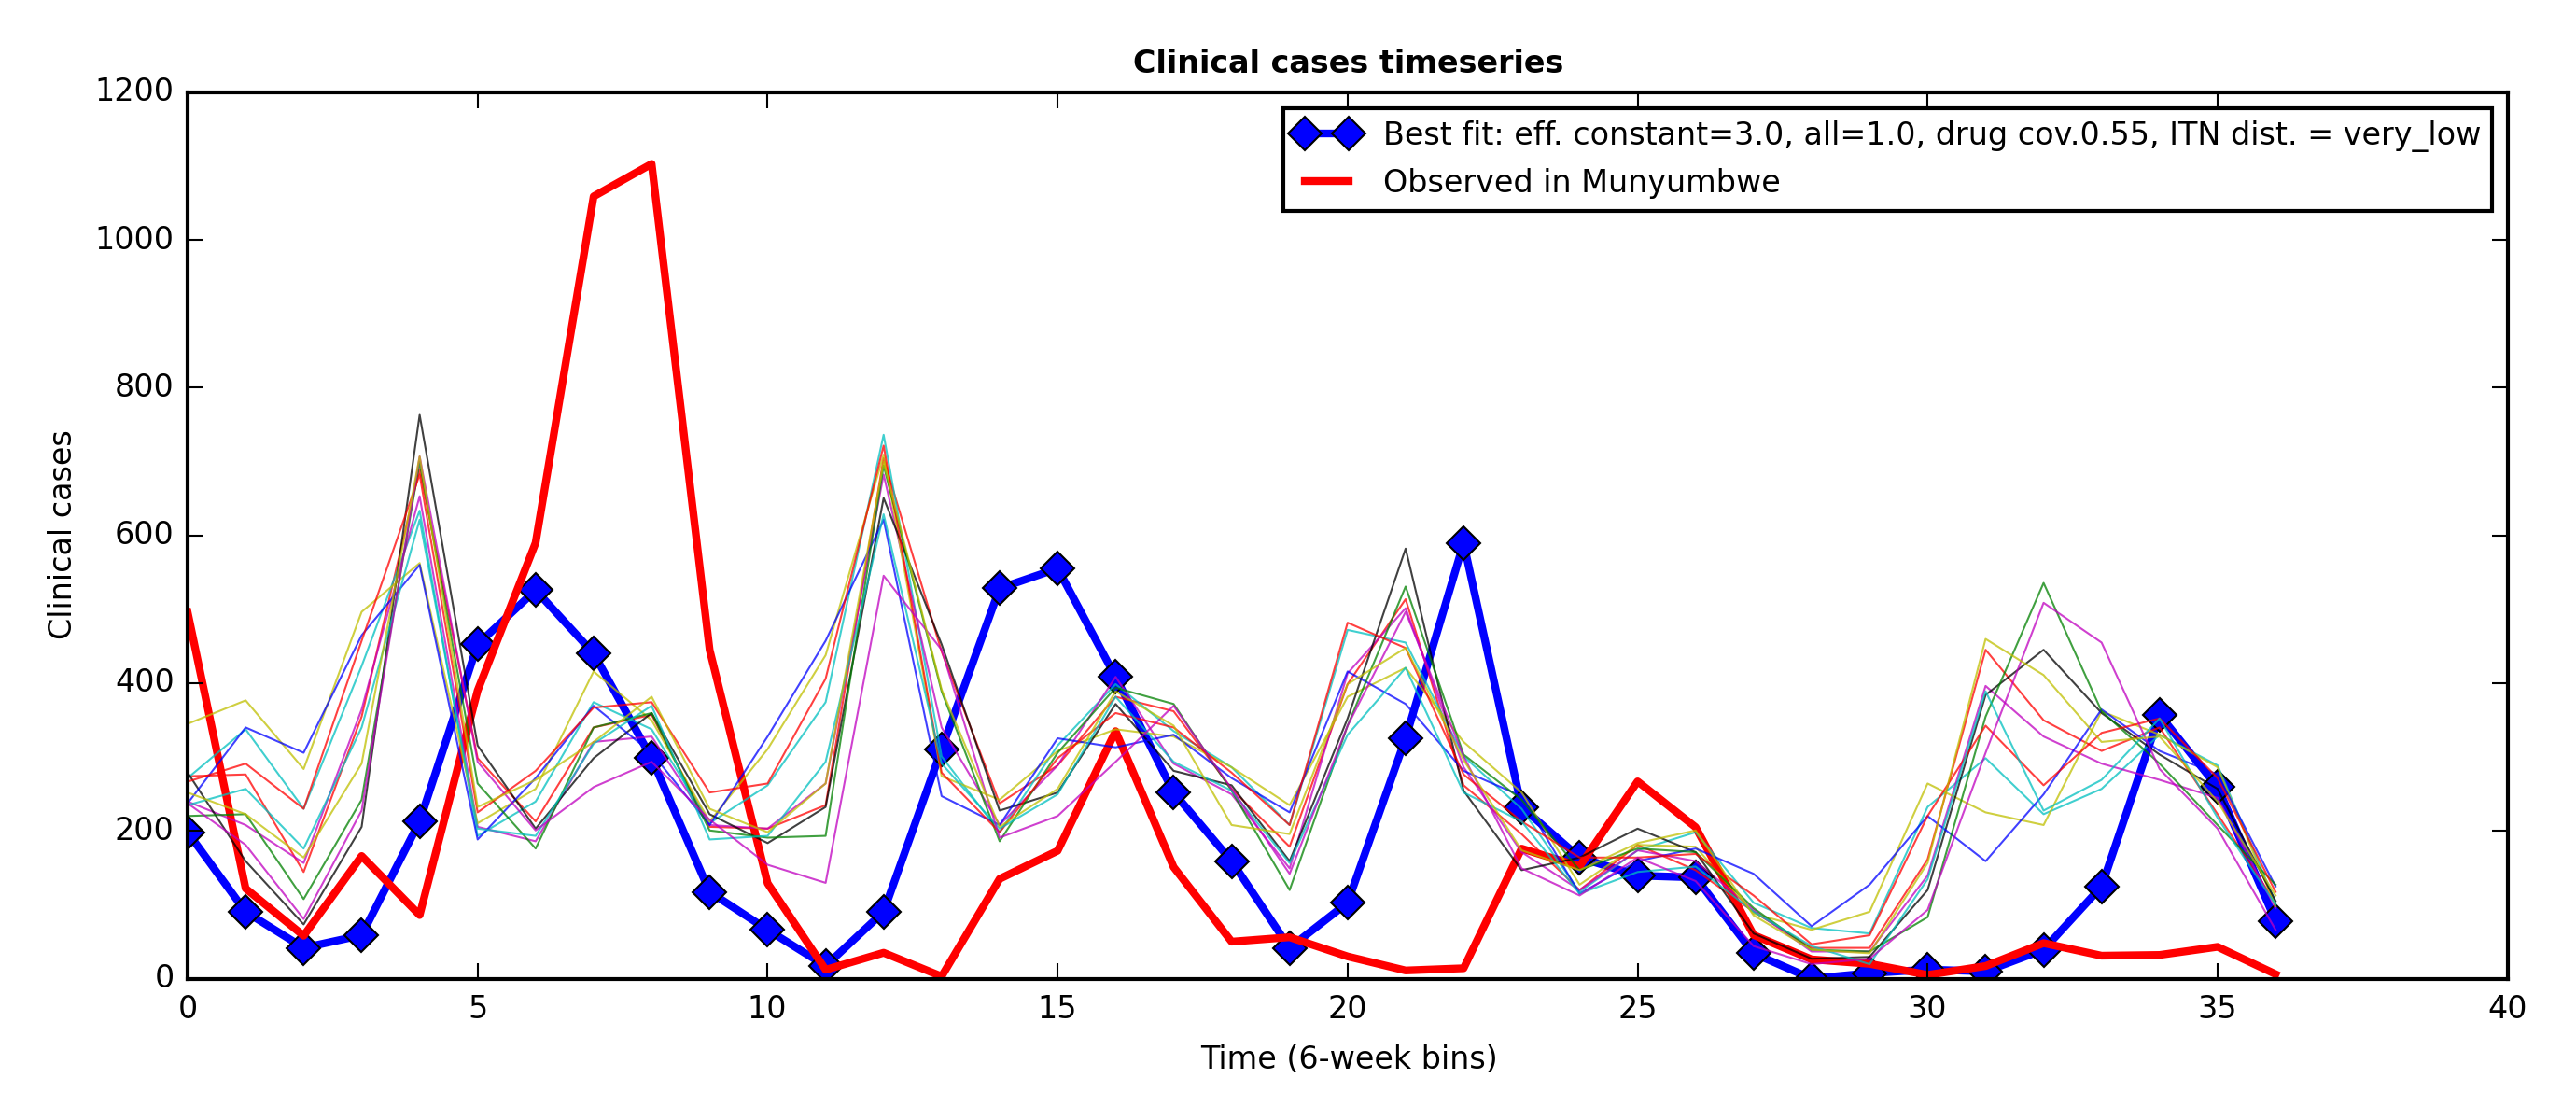 Clinical cases timeseries
1200
1000
800
600
400
200
0
Clinical cases
Best fit: eff. constant=3.0, all=1.0, drug cov.0.55, ITN dist. = very_low
Observed in Munyumbwe
0 5 10 15 20 25 30 35 40
Time (6-week bins)